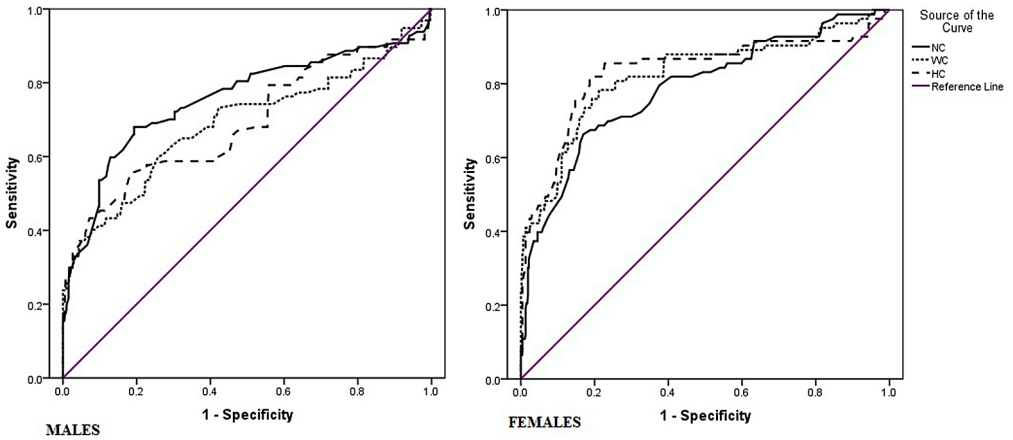 1.0
0.8
0.6
0.4
0.2
0.0
Sensitivity
0.0 0.2 0.4 0.6 0.8 1.0
1 - Specificity
MALES
1.0
0.8
0.6
0.4
0.2
0.0
Sensitivity
0.0 0.2 0.4 0.6 0.8 1.0
1 - Specificity
FEMALES
Source of the
Curve
NC
WC
HC
Reference Line